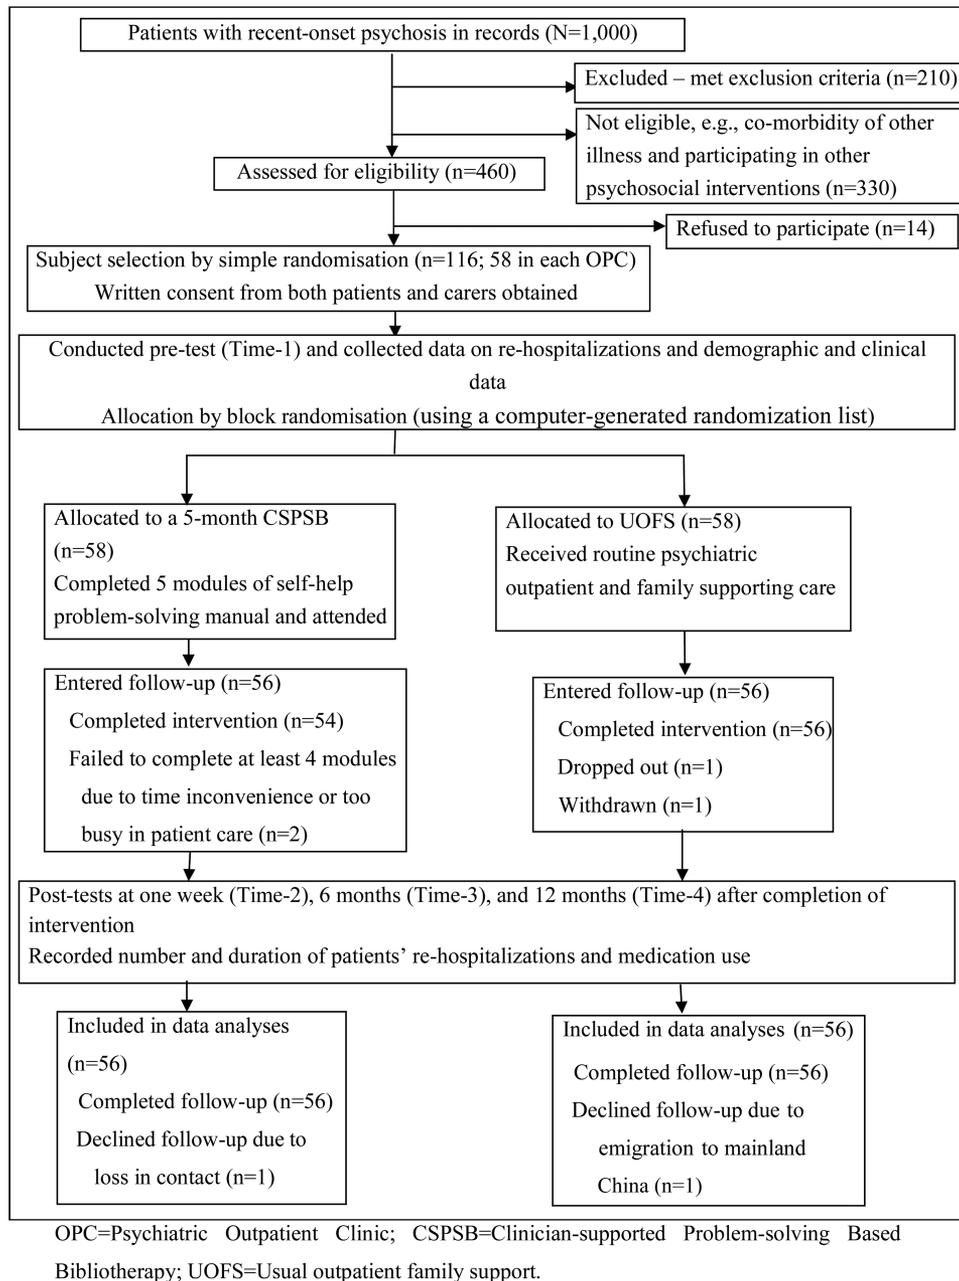 Patients with recent-onset psychosis in records (N=1,000)
Excluded – met exclusion criteria (n=210)
Not eligible, e.g., co-morbidity of other
illness and participating in other
psychosocial interventions (n=330)
Assessed for eligibility (n=460)
Refused to participate (n=14)
Subject selection by simple randomisation (n=116; 58 in each OPC)
Written consent from both patients and carers obtained
Conducted pre-test (Time-1) and collected data on re-hospitalizations and demographic and clinical
data
Allocation by block randomisation (using a computer-generated randomization list)
Allocated to a 5-month CSPSB
(n=58)
Completed 5 modules of self-help
problem-solving manual and attended
Allocated to UOFS (n=58)
Received routine psychiatric
outpatient and family supporting care
Entered follow-up (n=56)
Completed intervention (n=54)
Failed to complete at least 4 modules
due to time inconvenience or too
busy in patient care (n=2)
Entered follow-up (n=56)
Completed intervention (n=56)
Dropped out (n=1)
Withdrawn (n=1)
Post-tests at one week (Time-2), 6 months (Time-3), and 12 months (Time-4) after completion of
intervention
Recorded number and duration of patients’ re-hospitalizations and medication use
Included in data analyses
(n=56)
Completed follow-up (n=56)
Declined follow-up due to
loss in contact (n=1)
Included in data analyses (n=56)
Completed follow-up (n=56)
Declined follow-up due to
emigration to mainland
China (n=1)
OPC=Psychiatric Outpatient Clinic; CSPSB=Clinician-supported Problem-solving Based
Bibliotherapy; UOFS=Usual outpatient family support.